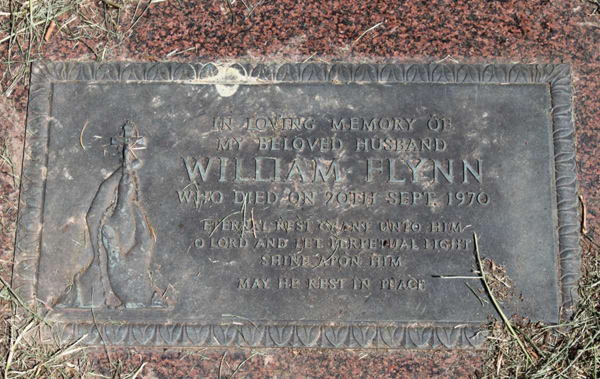 IN LOVING MEMORY OF
MY BELOVED HUSBAND
WILLIAM FLYNN
WHO DIED ON 20TH SEPT. 1970
ETERNAL REST GRANT UNTO HIM
O LORD AND LET PERPETUAL LIGHT
SHINE UPON HIM
MAY HE REST IN PEACE